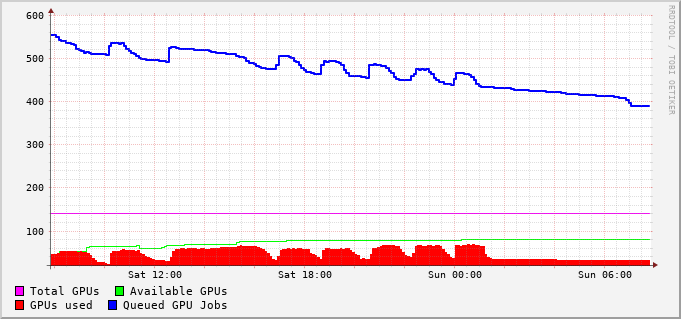 600
500
400
300
200
100
Sat 12:00 Sat 18:00 Sun 00:00 Sun 06:00
Total GPUs Available GPUs
GPUs used Queued GPU Jobs
RRDTOOL / TOBI OETIKER